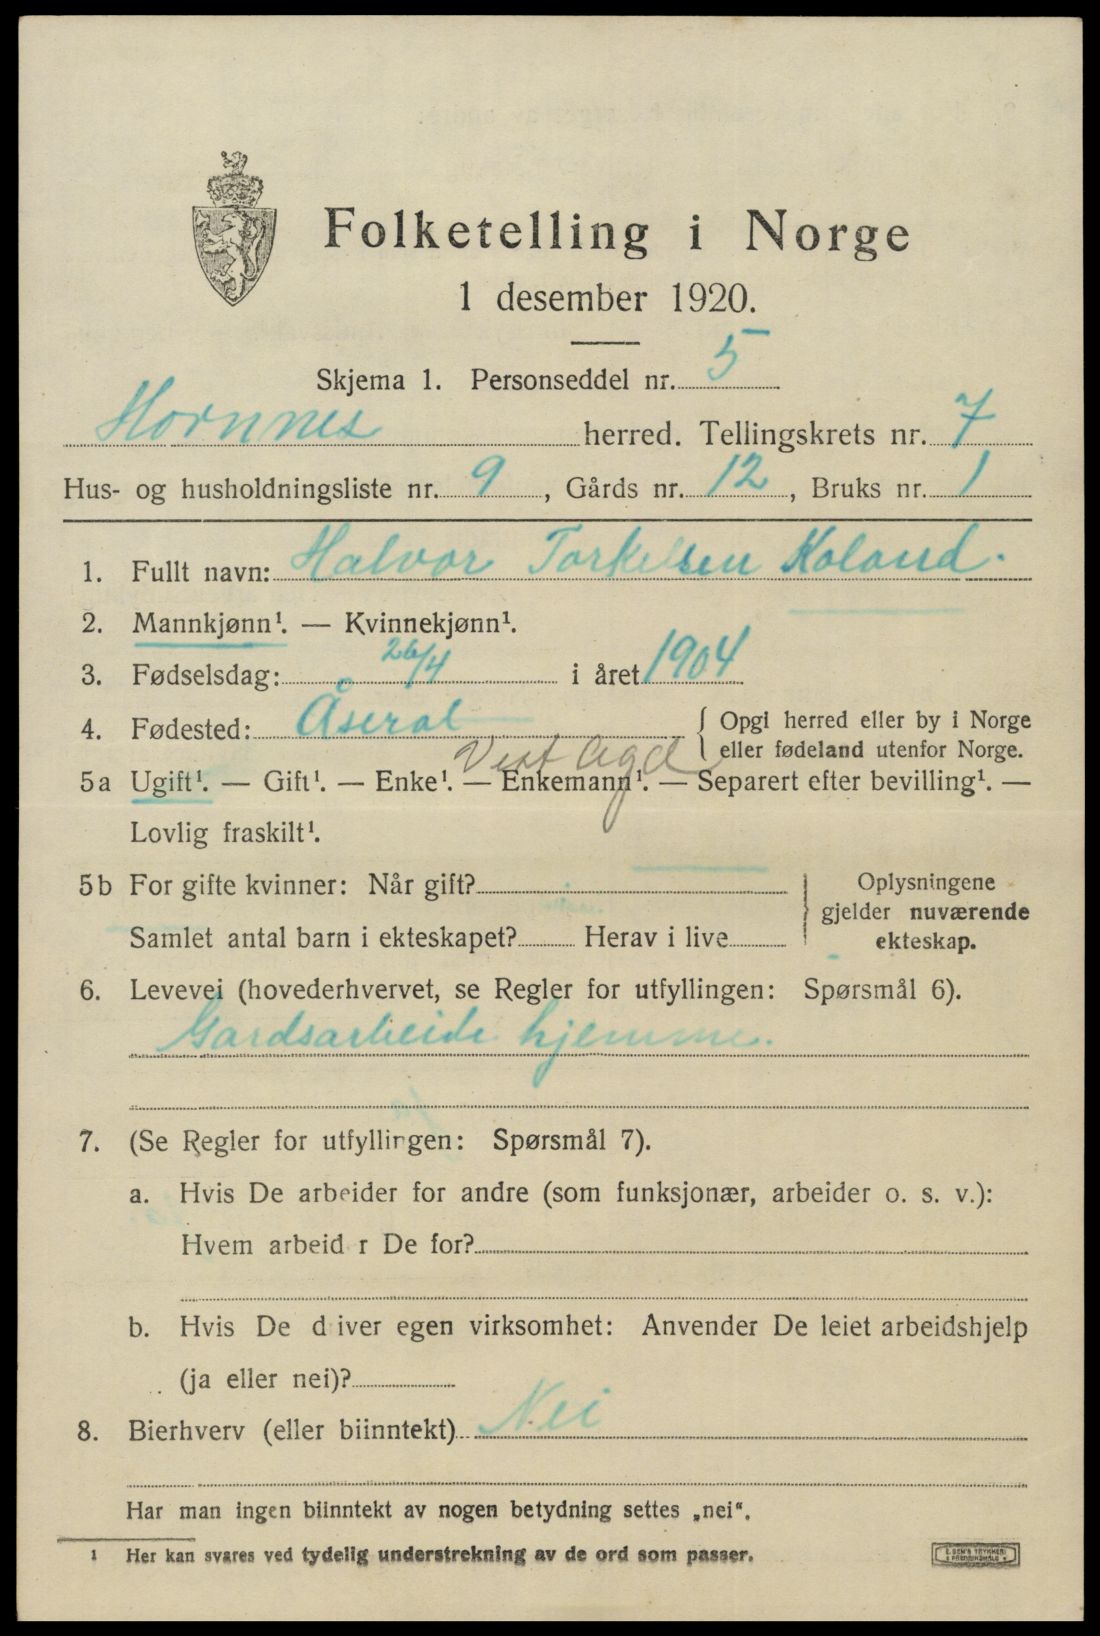 Folketelling i Norge
1 desember 1920.
Skjema 1. Personseddel nr. 5
Hornnes herred. Tellingskrets nr. 7
Hus- og husholdningsliste nr. 9, Gårds nr. 12, Bruks nr. 1
1. Fullt navn: Halvor Torkelsen Koland.
2. Mannkjønn¹. — Kvinnekjønn¹.
3. Fødselsdag: 26/4 i året 1904
4. Fødested: Åseral { Opgi herred eller by i Norge
eller fødeland utenfor Norge.
Vest Agd
5a Ugift¹. — Gift¹. — Enke¹. — Enkemann¹. — Separert efter bevilling¹. —
Lovlig fraskilt¹.
5b For gifte kvinner: Når gift? } Oplysningene
gjelder nuværende
Samlet antal barn i ekteskapet? Herav i live ekteskap.
6. Levevei (hovederhvervet, se Regler for utfyllingen: Spørsmål 6).
Gardsarbeide hjemme.
7. (Se Regler for utfyllingen: Spørsmål 7).
a. Hvis De arbeider for andre (som funksjonær, arbeider o. s. v.):
Hvem arbeid r De for?
b. Hvis De d iver egen virksomhet: Anvender De leiet arbeidshjelp
(ja eller nei)?
8. Bierhverv (eller biinntekt) Nei
Har man ingen biinntekt av nogen betydning settes „nei“.
¹ Her kan svares ved tydelig understrekning av de ord som passer.